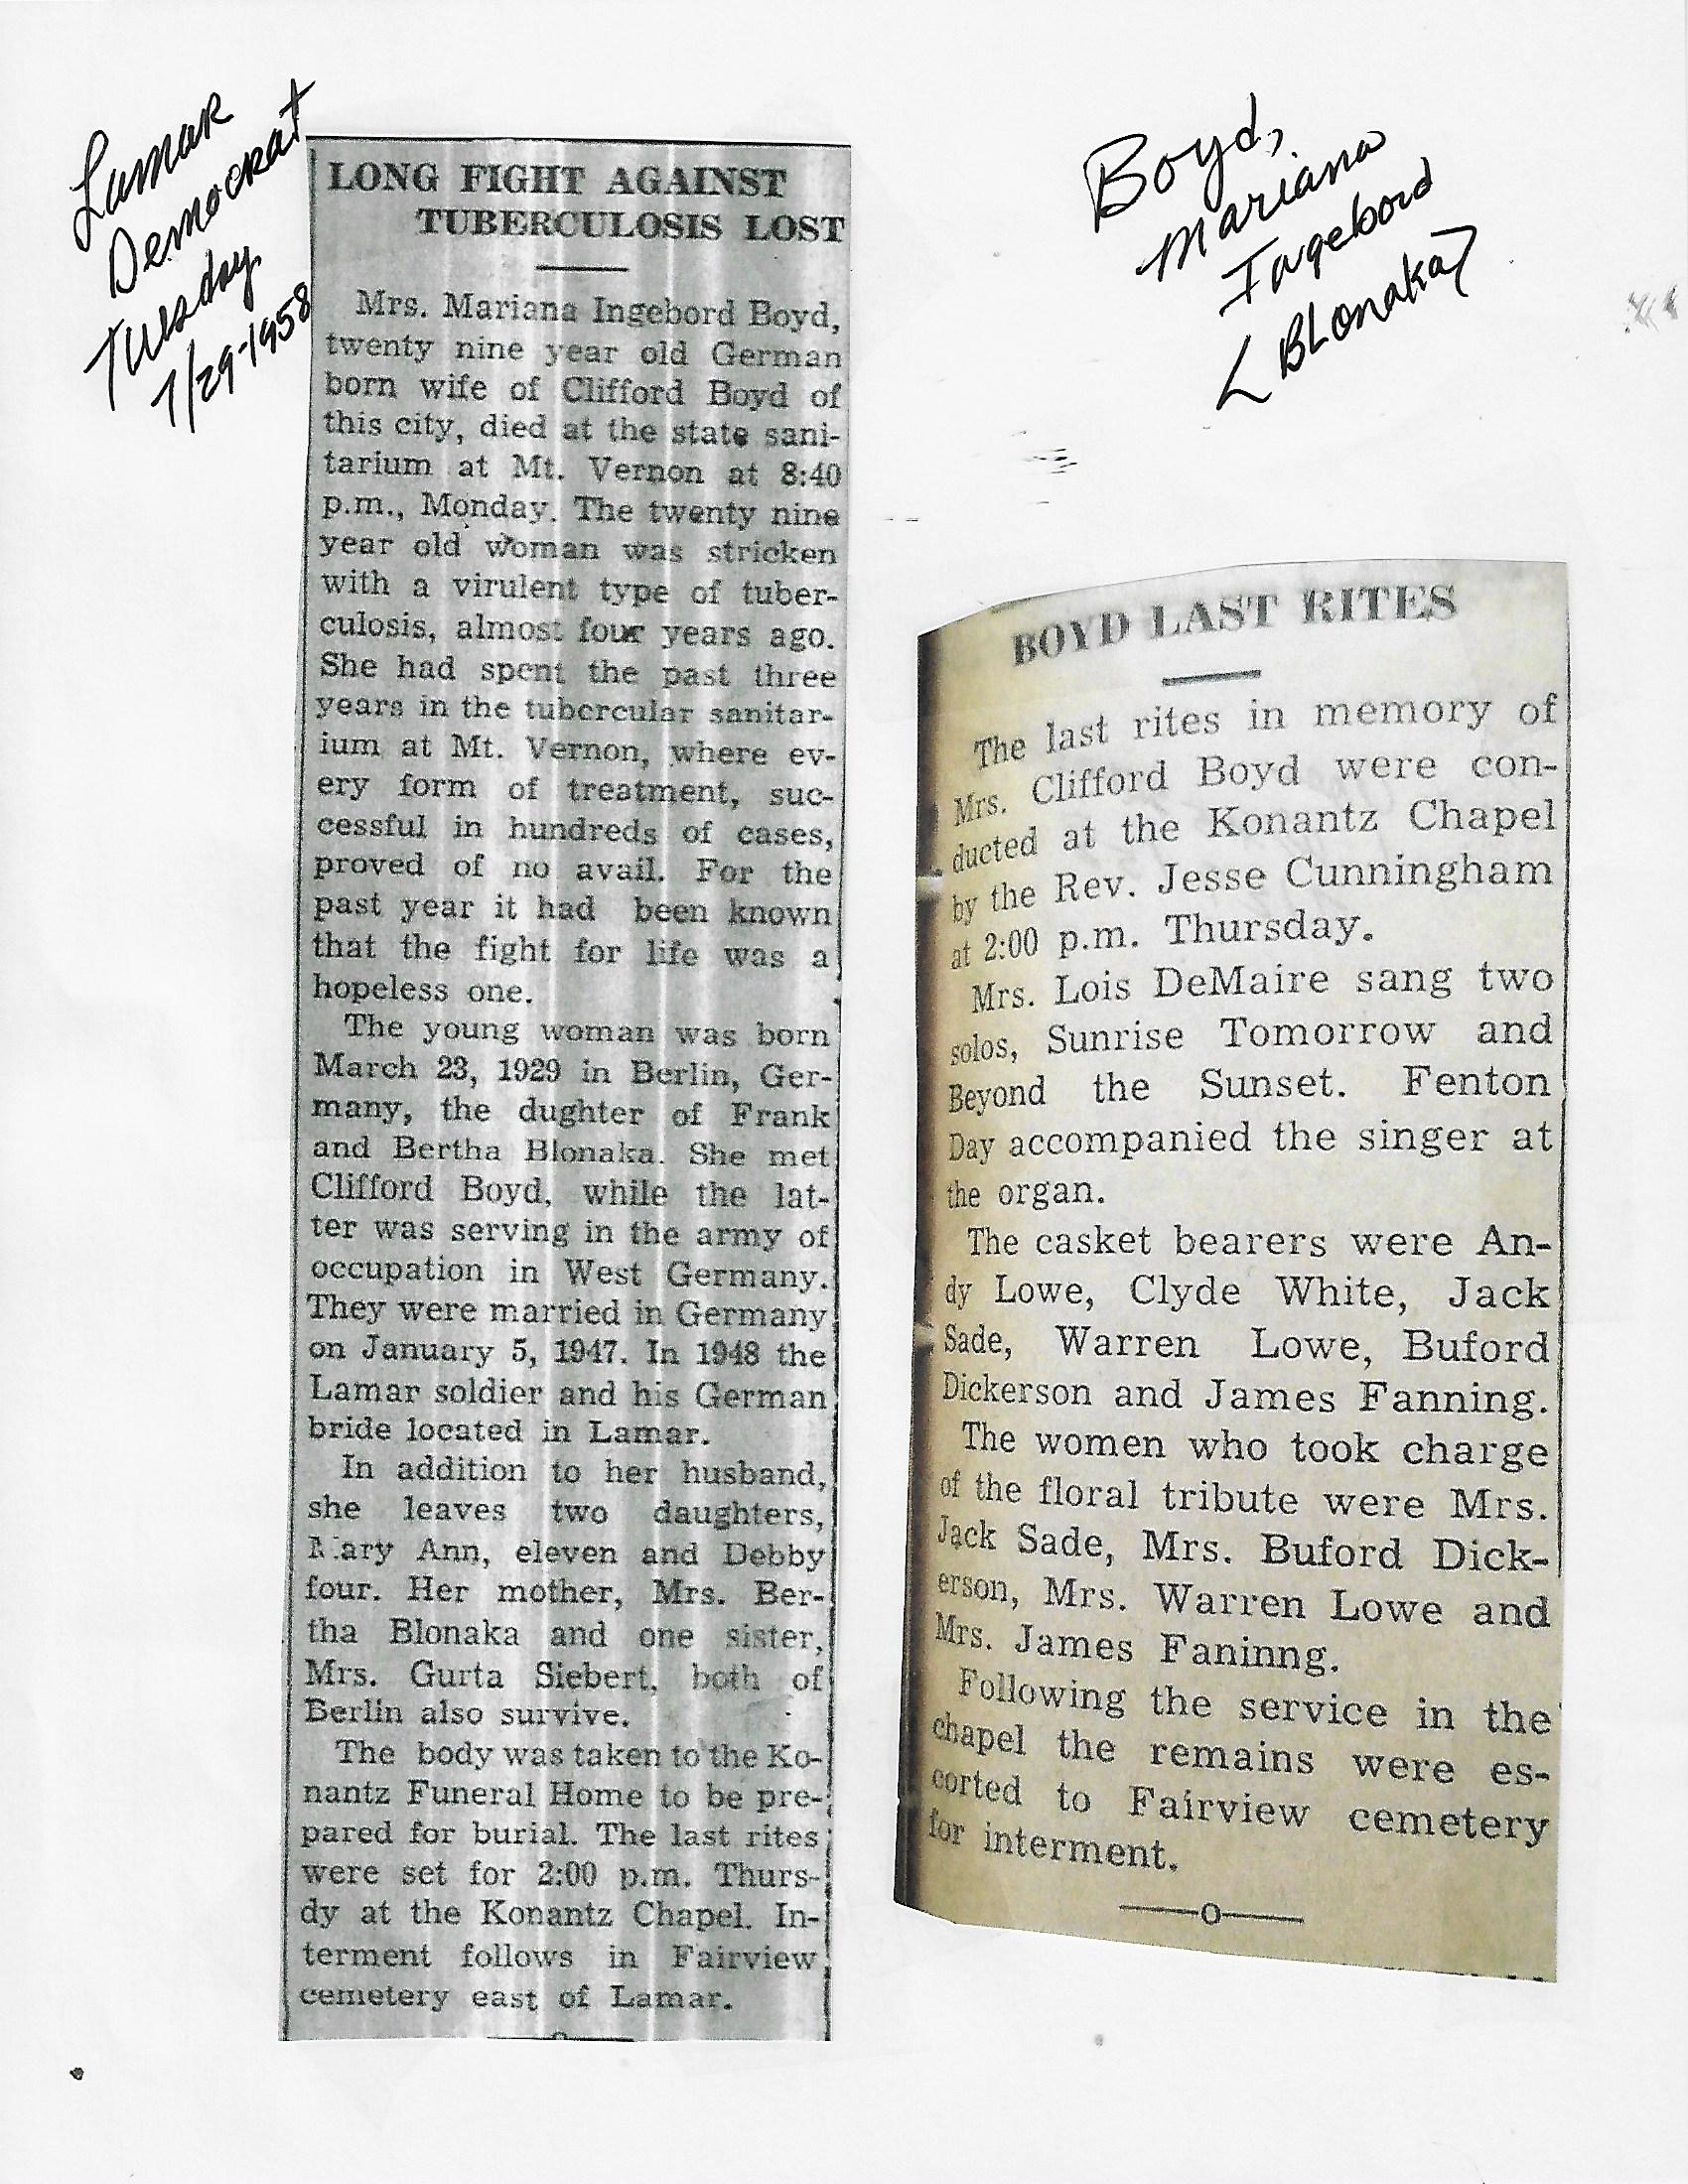 Lamar
Democrat
Tuesday
7/29-1958
LONG FIGHT AGAINST
TUBERCULOSIS LOST
Mrs. Mariana Ingebord Boyd,
twenty nine year old German
born wife of Clifford Boyd of
this city, died at the state sani-
tarium at Mt. Vernon at 8:40
p.m., Monday. The twenty nine
year old woman was stricken
with a virulent type of tuber-
culosis, almost four years ago.
She had spent the past three
years in the tubercular sanitar-
ium at Mt. Vernon, where ev-
ery form of treatment, suc-
cessful in hundreds of cases,
proved of no avail. For the
past year it had been known
that the fight for life was a
hopeless one.
The young woman was born
March 23, 1929 in Berlin, Ger-
many, the dughter of Frank
and Bertha Blonaka. She met
Clifford Boyd, while the lat-
ter was serving in the army of
occupation in West Germany.
They were married in Germany
on January 5, 1947. In 1948 the
Lamar soldier and his German
bride located in Lamar.
In addition to her husband,
she leaves two daughters,
Mary Ann, eleven and Debby
four. Her mother, Mrs. Ber-
tha Blonaka and one sister,
Mrs. Gurta Siebert, both of
Berlin also survive.
The body was taken to the Ko-
nantz Funeral Home to be pre-
pared for burial. The last rites
were set for 2:00 p.m. Thurs-
dy at the Konantz Chapel. In-
terment follows in Fairview
cemetery east of Lamar.
Boyd,
Mariana
Ingebord
(Blonaka)
BOYD LAST RITES
The last rites in memory of
Mrs. Clifford Boyd were con-
ducted at the Konantz Chapel
by the Rev. Jesse Cunningham
at 2:00 p.m. Thursday.
Mrs. Lois DeMaire sang two
solos, Sunrise Tomorrow and
Beyond the Sunset. Fenton
Day accompanied the singer at
the organ.
The casket bearers were An-
dy Lowe, Clyde White, Jack
Sade, Warren Lowe, Buford
Dickerson and James Fanning.
The women who took charge
of the floral tribute were Mrs.
Jack Sade, Mrs. Buford Dick-
erson, Mrs. Warren Lowe and
Mrs. James Faninng.
Following the service in the
chapel the remains were es-
corted to Fairview cemetery
for interment.